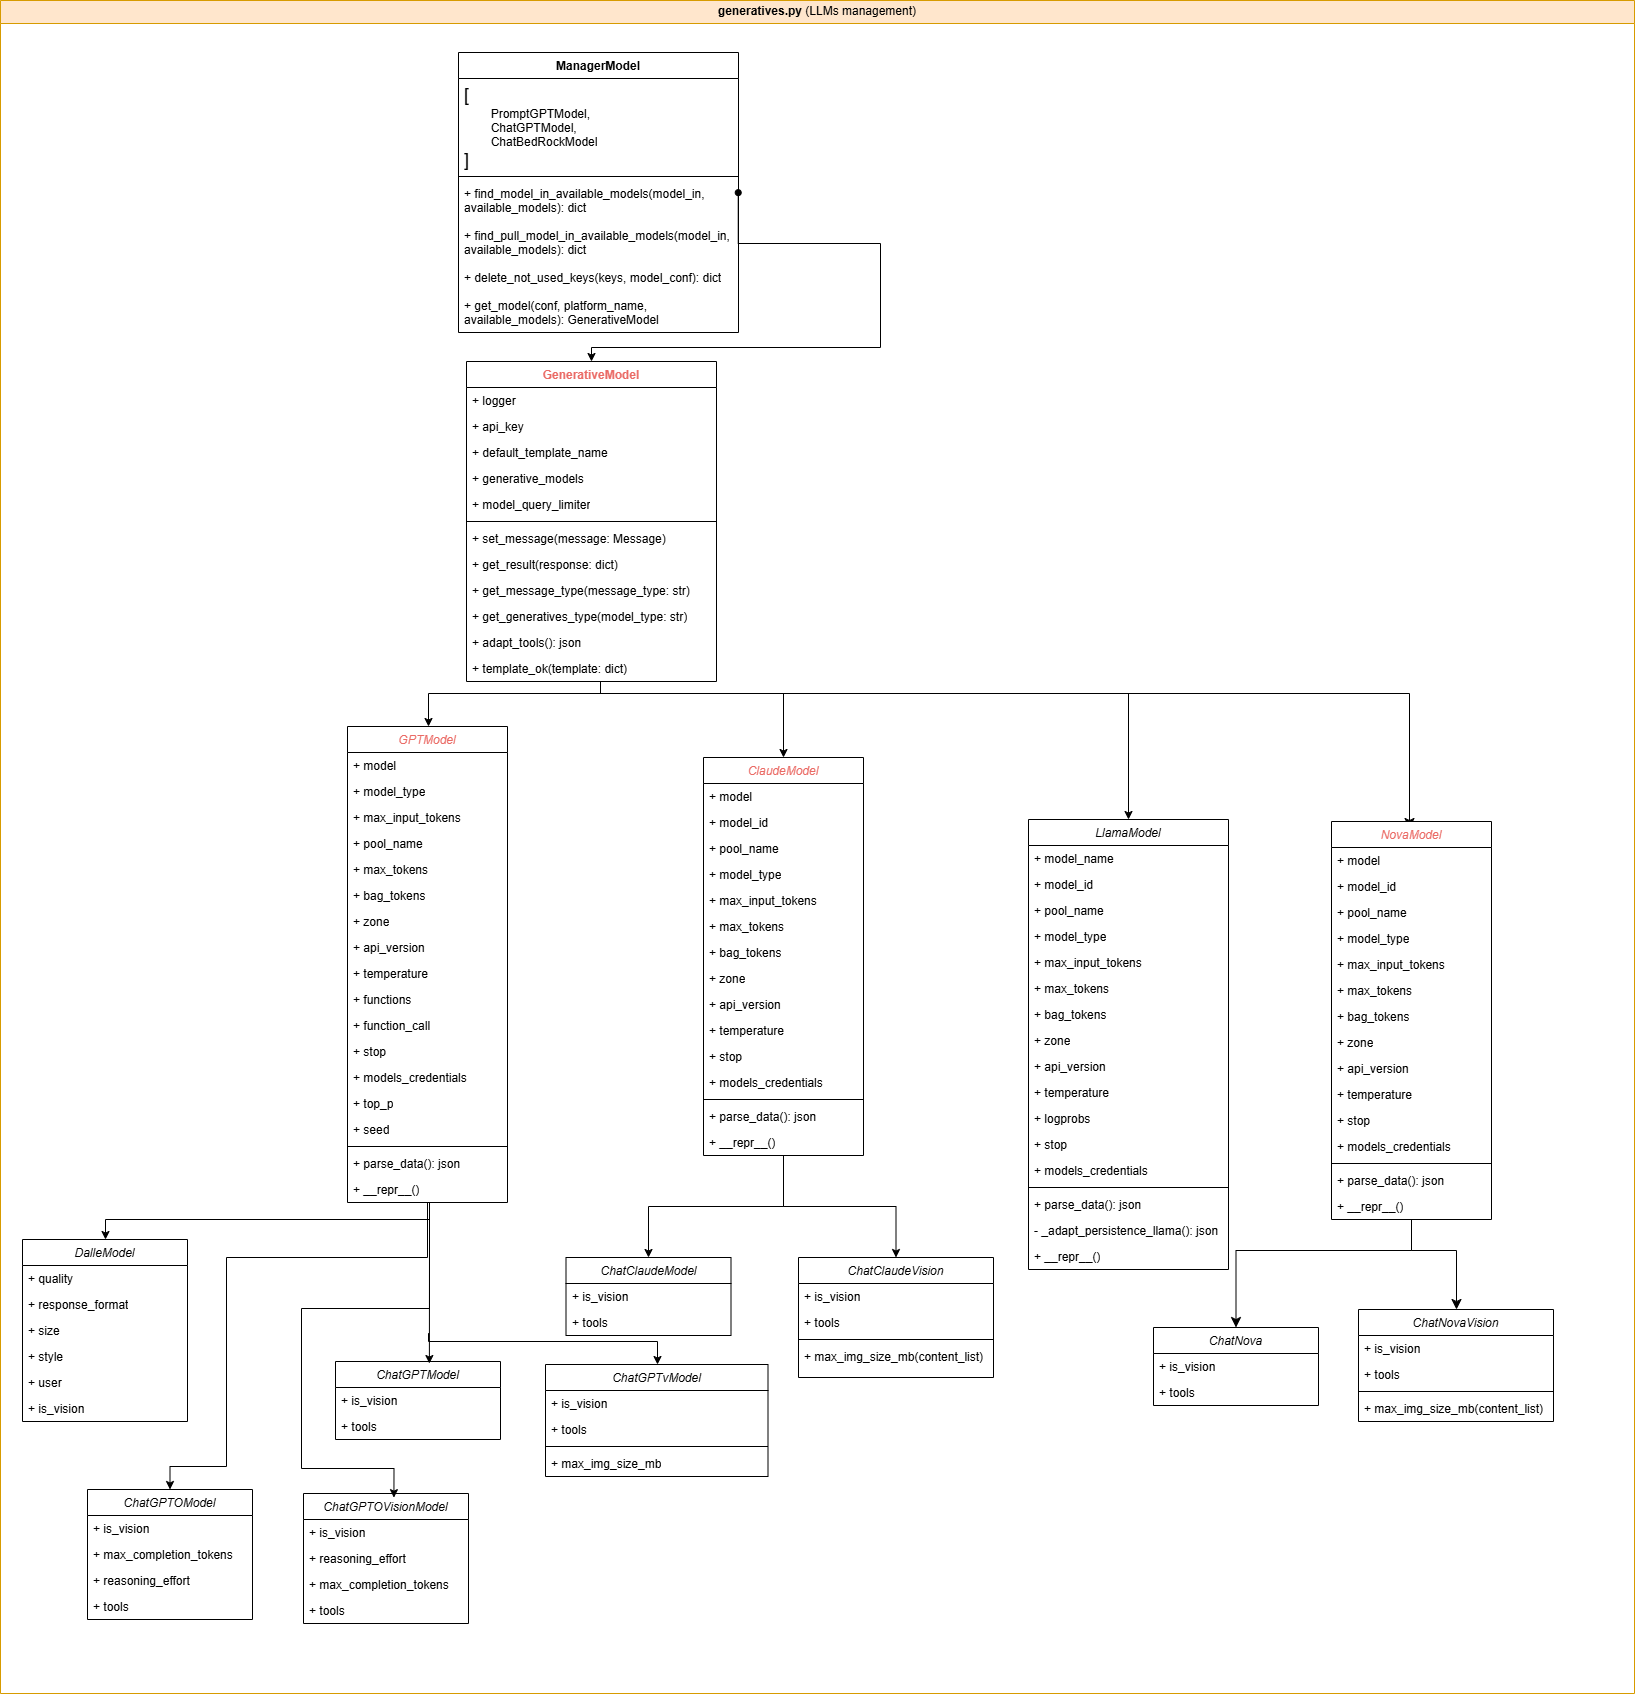 generatives.py (LLMs management)
ManagerModel
[
PromptGPTModel,
ChatGPTModel,
ChatBedRockModel
]
+ find_model_in_available_models(model_in,
available_models): dict
+ find_pull_model_in_available_models(model_in,
available_models): dict
+ delete_not_used_keys(keys, model_conf): dict
+ get_model(conf, platform_name,
available_models): GenerativeModel
GenerativeModel
+ logger
+ api_key
+ default_template_name
+ generative_models
+ model_query_limiter
+ set_message(message: Message)
+ get_result(response: dict)
+ get_message_type(message_type: str)
+ get_generatives_type(model_type: str)
+ adapt_tools(): json
+ template_ok(template: dict)
GPTModel
+ model
+ model_type
+ max_input_tokens
+ pool_name
+ max_tokens
+ bag_tokens
+ zone
+ api_version
+ temperature
+ functions
+ function_call
+ stop
+ models_credentials
+ top_p
+ seed
+ parse_data(): json
+ __repr__()
ClaudeModel
+ model
+ model_id
+ pool_name
+ model_type
+ max_input_tokens
+ max_tokens
+ bag_tokens
+ zone
+ api_version
+ temperature
+ stop
+ models_credentials
+ parse_data(): json
+ __repr__()
LlamaModel
+ model_name
+ model_id
+ pool_name
+ model_type
+ max_input_tokens
+ max_tokens
+ bag_tokens
+ zone
+ api_version
+ temperature
+ logprobs
+ stop
+ models_credentials
+ parse_data(): json
- _adapt_persistence_llama(): json
+ __repr__()
NovaModel
+ model
+ model_id
+ pool_name
+ model_type
+ max_input_tokens
+ max_tokens
+ bag_tokens
+ zone
+ api_version
+ temperature
+ stop
+ models_credentials
+ parse_data(): json
+ __repr__()
DalleModel
+ quality
+ response_format
+ size
+ style
+ user
+ is_vision
ChatGPTModel
+ is_vision
+ tools
ChatGPTvModel
+ is_vision
+ tools
+ max_img_size_mb
ChatClaudeModel
+ is_vision
+ tools
ChatClaudeVision
+ is_vision
+ tools
+ max_img_size_mb(content_list)
ChatNova
+ is_vision
+ tools
ChatNovaVision
+ is_vision
+ tools
+ max_img_size_mb(content_list)
ChatGPTOModel
+ is_vision
+ max_completion_tokens
+ reasoning_effort
+ tools
ChatGPTOVisionModel
+ is_vision
+ reasoning_effort
+ max_completion_tokens
+ tools